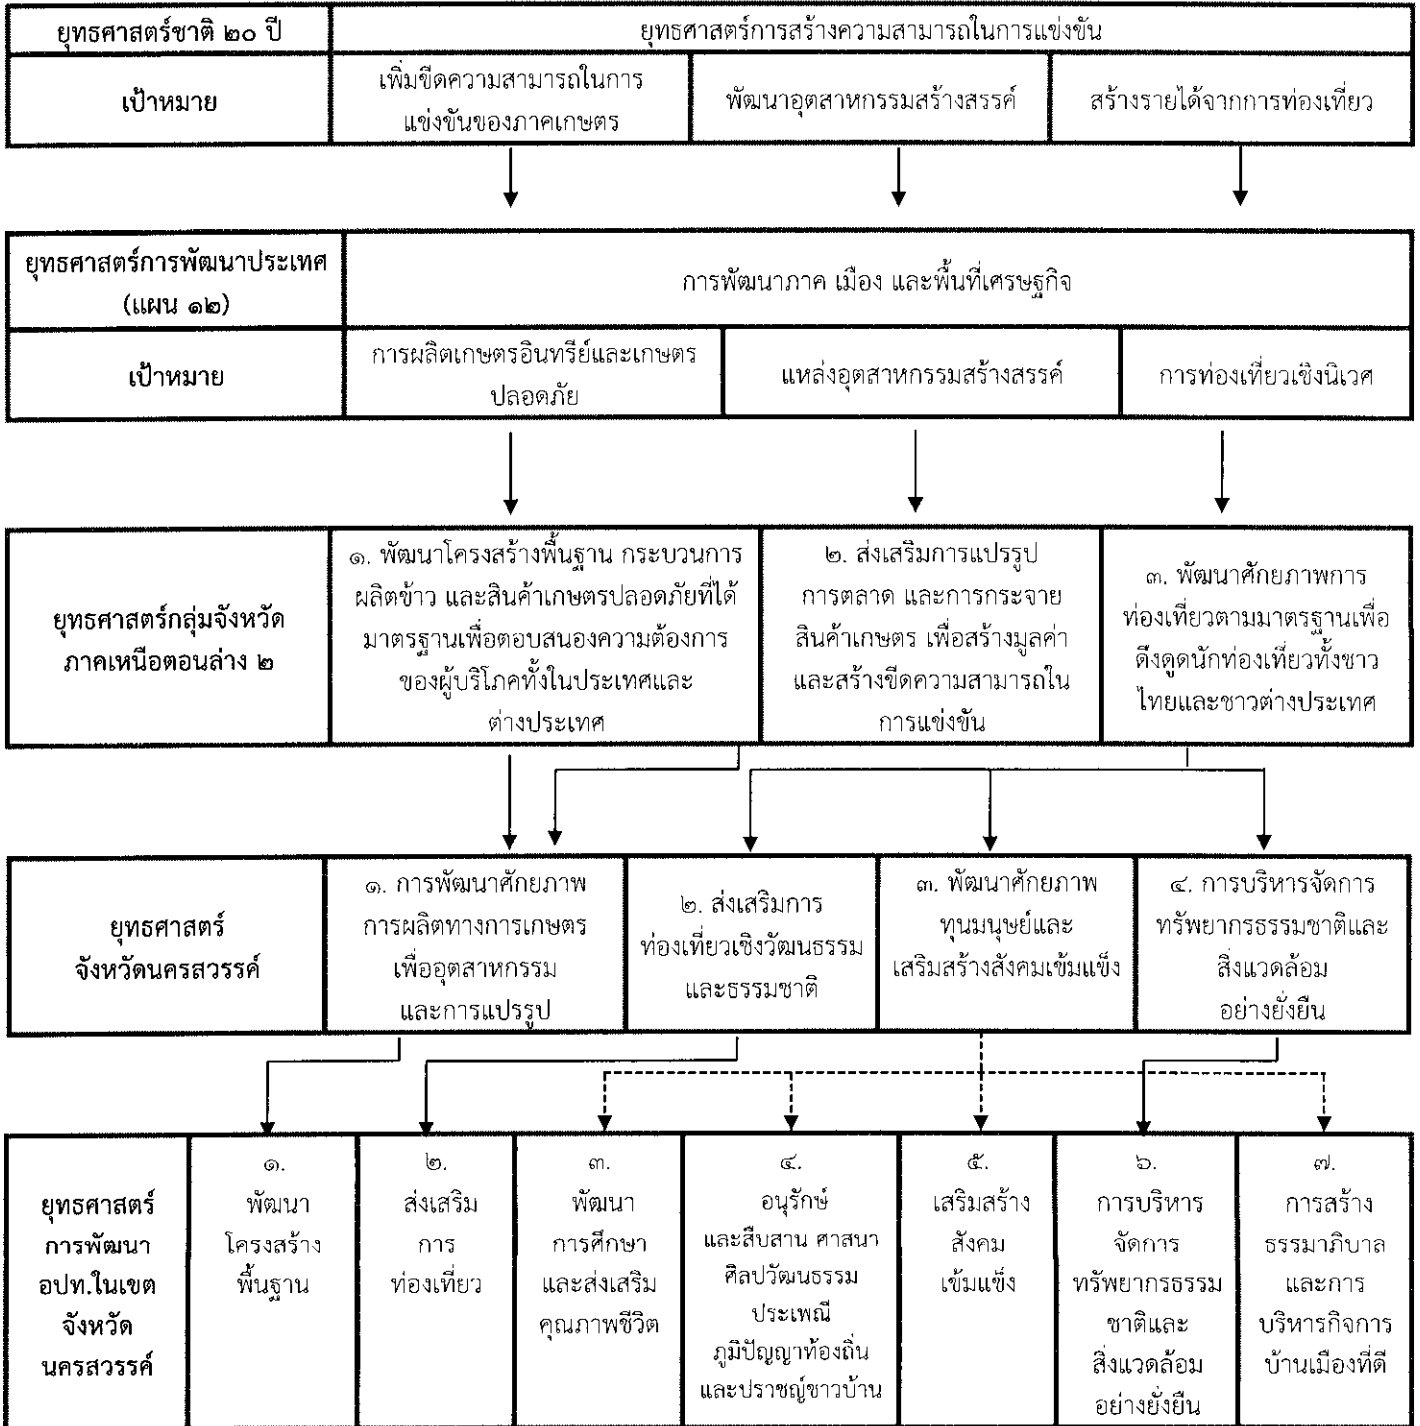 ยุทธศาสตร์ชาติ ๒๐ ปี
ยุทธศาสตร์การสร้างความสามารถในการแข่งขัน
เป้าหมาย
เพิ่มขีดความสามารถในการ
แข่งขันของภาคเกษตร
พัฒนาอุตสาหกรรมสร้างสรรค์
สร้างรายได้จากการท่องเที่ยว
ยุทธศาสตร์การพัฒนาประเทศ
(แผน ๑๒)
การพัฒนาภาค เมือง และพื้นที่เศรษฐกิจ
เป้าหมาย
การผลิตเกษตรอินทรีย์และเกษตร
ปลอดภัย
แหล่งอุตสาหกรรมสร้างสรรค์
การท่องเที่ยวเชิงนิเวศ
ยุทธศาสตร์กลุ่มจังหวัด
ภาคเหนือตอนล่าง ๒
๑. พัฒนาโครงสร้างพื้นฐาน กระบวนการ
ผลิตข้าว และสินค้าเกษตรปลอดภัยที่ได้
มาตรฐานเพื่อตอบสนองความต้องการ
ของผู้บริโภคทั้งในประเทศและ
ต่างประเทศ
๒. ส่งเสริมการแปรรูป
การตลาด และการกระจาย
สินค้าเกษตร เพื่อสร้างมูลค่า
และสร้างขีดความสามารถใน
การแข่งขัน
๓. พัฒนาศักยภาพการ
ท่องเที่ยวตามมาตรฐานเพื่อ
ดึงดูดนักท่องเที่ยวทั้งชาว
ไทยและชาวต่างประเทศ
ยุทธศาสตร์
จังหวัดนครสวรรค์
๑. การพัฒนาศักยภาพ
การผลิตทางการเกษตร
เพื่ออุตสาหกรรม
และการแปรรูป
๒. ส่งเสริมการ
ท่องเที่ยวเชิงวัฒนธรรม
และธรรมชาติ
๓. พัฒนาศักยภาพ
ทุนมนุษย์และ
เสริมสร้างสังคมเข้มแข็ง
๔. การบริหารจัดการ
ทรัพยากรธรรมชาติและ
สิ่งแวดล้อม
อย่างยั่งยืน
ยุทธศาสตร์
การพัฒนา
อปท.ในเขต
จังหวัด
นครสวรรค์
๑.
พัฒนา
โครงสร้าง
พื้นฐาน
๒.
ส่งเสริม
การ
ท่องเที่ยว
๓.
พัฒนา
การศึกษา
และส่งเสริม
คุณภาพชีวิต
๔.
อนุรักษ์
และสืบสาน ศาสนา
ศิลปวัฒนธรรม
ประเพณี
ภูมิปัญญาท้องถิ่น
และปราชญ์ชาวบ้าน
๕.
เสริมสร้าง
สังคม
เข้มแข็ง
๖.
การบริหาร
จัดการ
ทรัพยากรธรรม
ชาติและ
สิ่งแวดล้อม
อย่างยั่งยืน
๗.
การสร้าง
ธรรมาภิบาล
และการ
บริหารกิจการ
บ้านเมืองที่ดี